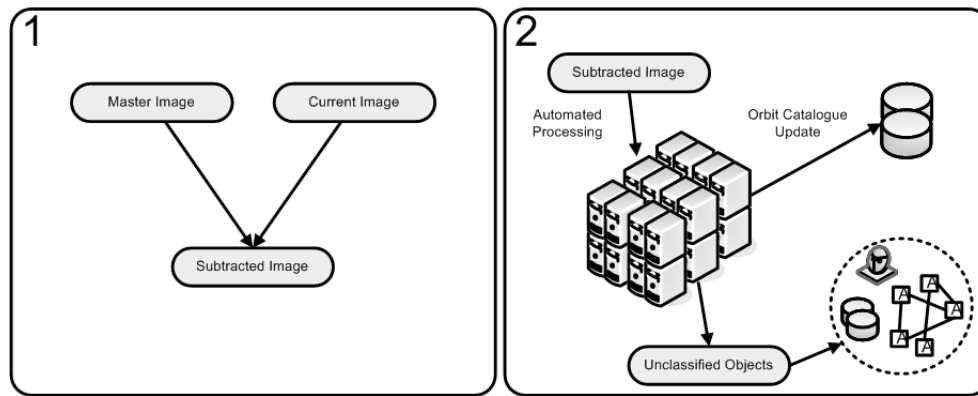 1
Master Image
Current Image
Subtracted Image
2
Subtracted Image
Automated
Processing
Orbit Catalogue
Update
Unclassified Objects
A
A
A
A
A